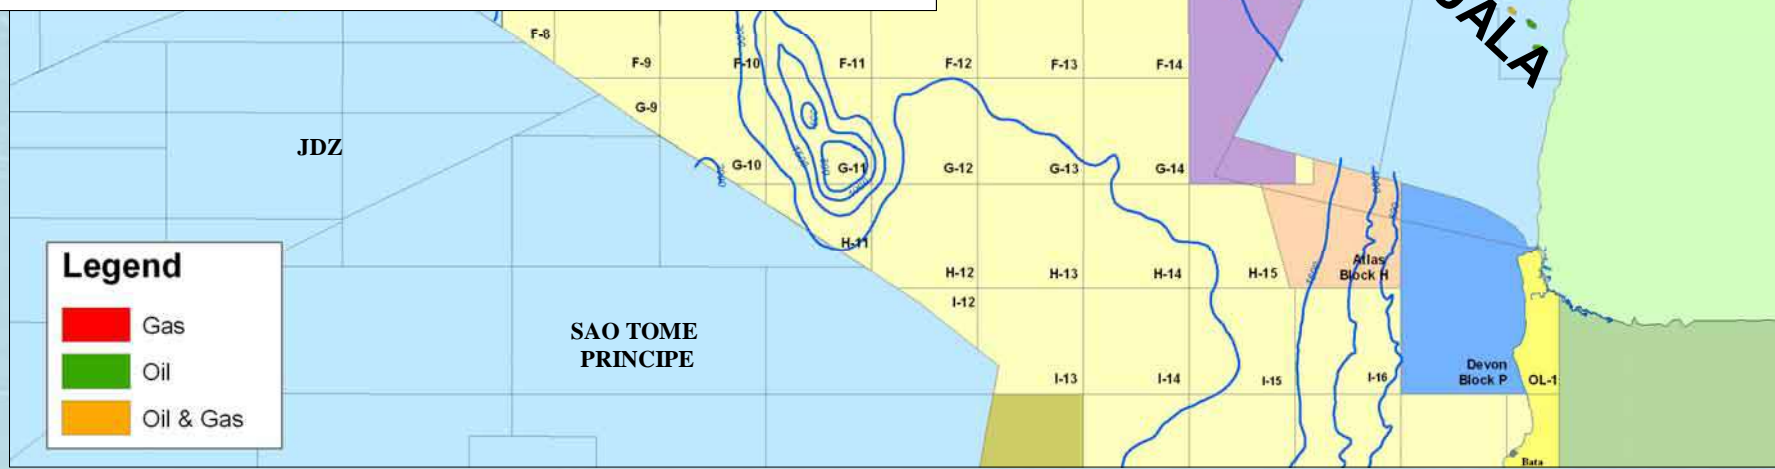 UALA
F-8
F-9
F-10
F-11
F-12
F-13
F-14
G-9
JDZ
G-10
G-11
G-12
G-13
G-14
H-11
H-12
H-13
H-14
H-15
Atlas
Block H
I-12
Legend
Gas
Oil
Oil & Gas
SAO TOME
PRINCIPE
I-13
I-14
I-15
I-16
Devon
Block P
OL-1
Bata